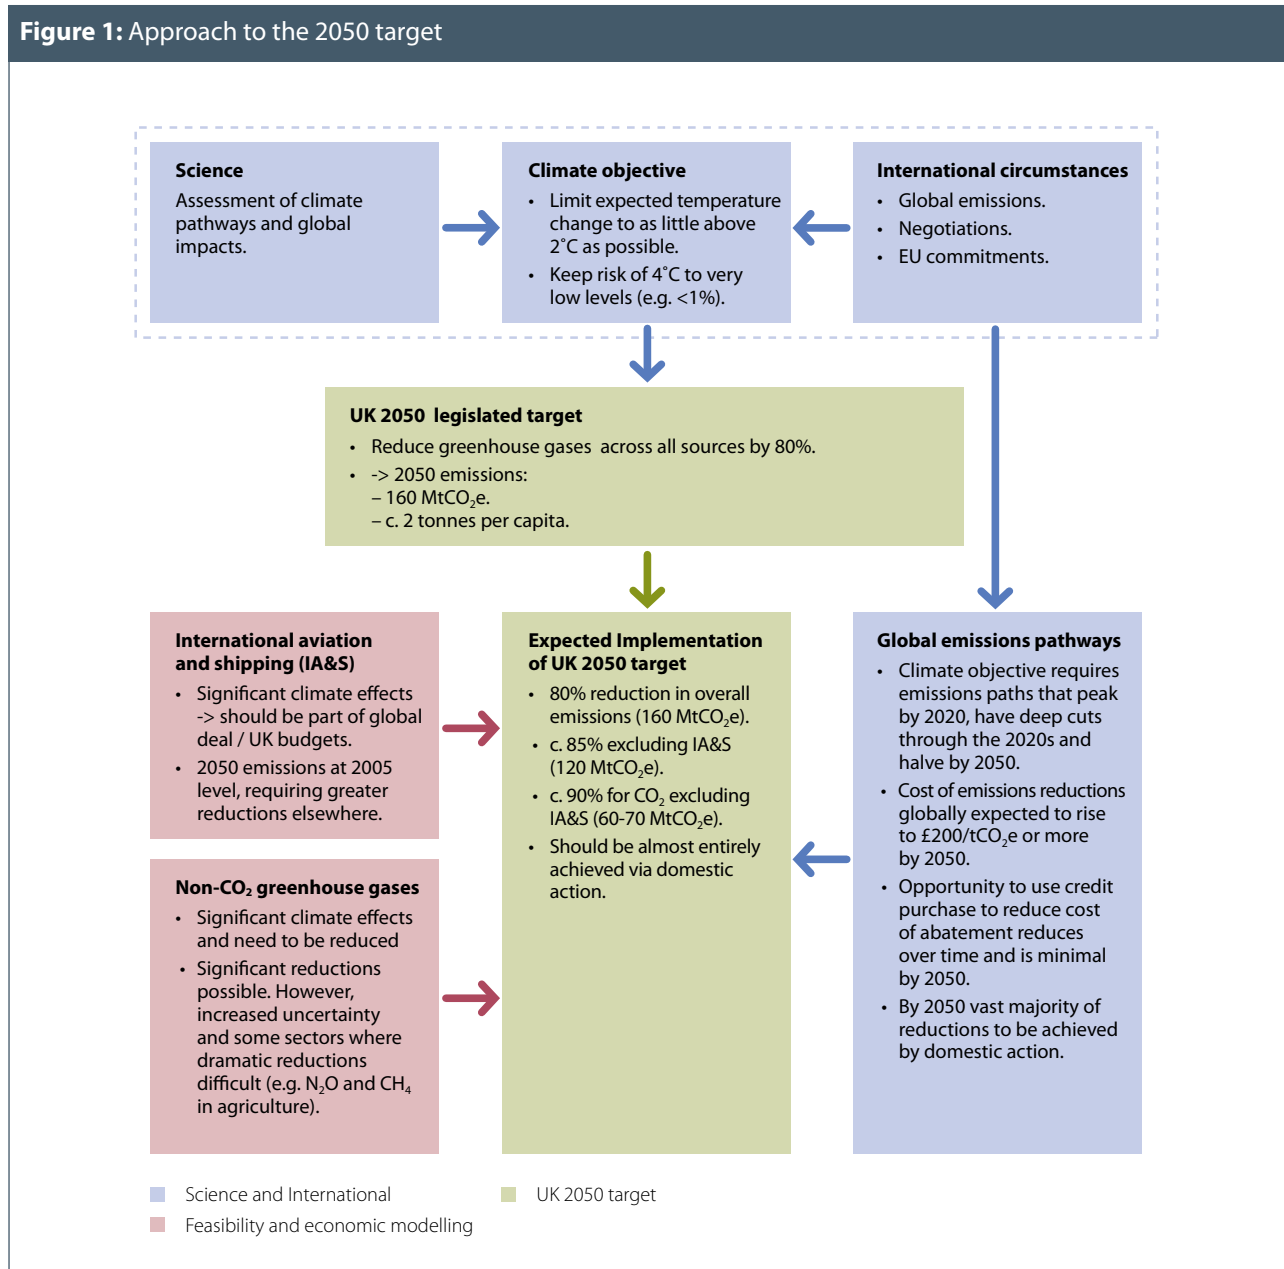 Figure 1: Approach to the 2050 target
Science
Assessment of climate
pathways and global
impacts.
Climate objective
• Limit expected temperature
change to as little above
2˚C as possible.
• Keep risk of 4˚C to very
low levels (e.g. <1%).
International circumstances
• Global emissions.
• Negotiations.
• EU commitments.
UK 2050 legislated target
• Reduce greenhouse gases across all sources by 80%.
• -> 2050 emissions:
– 160 MtCO₂e.
– c. 2 tonnes per capita.
International aviation
and shipping (IA&S)
• Significant climate effects
-> should be part of global
deal / UK budgets.
• 2050 emissions at 2005
level, requiring greater
reductions elsewhere.
Non-CO₂ greenhouse gases
• Significant climate effects
and need to be reduced
• Significant reductions
possible. However,
increased uncertainty
and some sectors where
dramatic reductions
difficult (e.g. N₂O and CH₄
in agriculture).
Expected Implementation
of UK 2050 target
• 80% reduction in overall
emissions (160 MtCO₂e).
• c. 85% excluding IA&S
(120 MtCO₂e).
• c. 90% for CO₂ excluding
IA&S (60-70 MtCO₂e).
• Should be almost entirely
achieved via domestic
action.
Global emissions pathways
• Climate objective requires
emissions paths that peak
by 2020, have deep cuts
through the 2020s and
halve by 2050.
• Cost of emissions reductions
globally expected to rise
to £200/tCO₂e or more
by 2050.
• Opportunity to use credit
purchase to reduce cost
of abatement reduces
over time and is minimal
by 2050.
• By 2050 vast majority of
reductions to be achieved
by domestic action.
Science and International
UK 2050 target
Feasibility and economic modelling